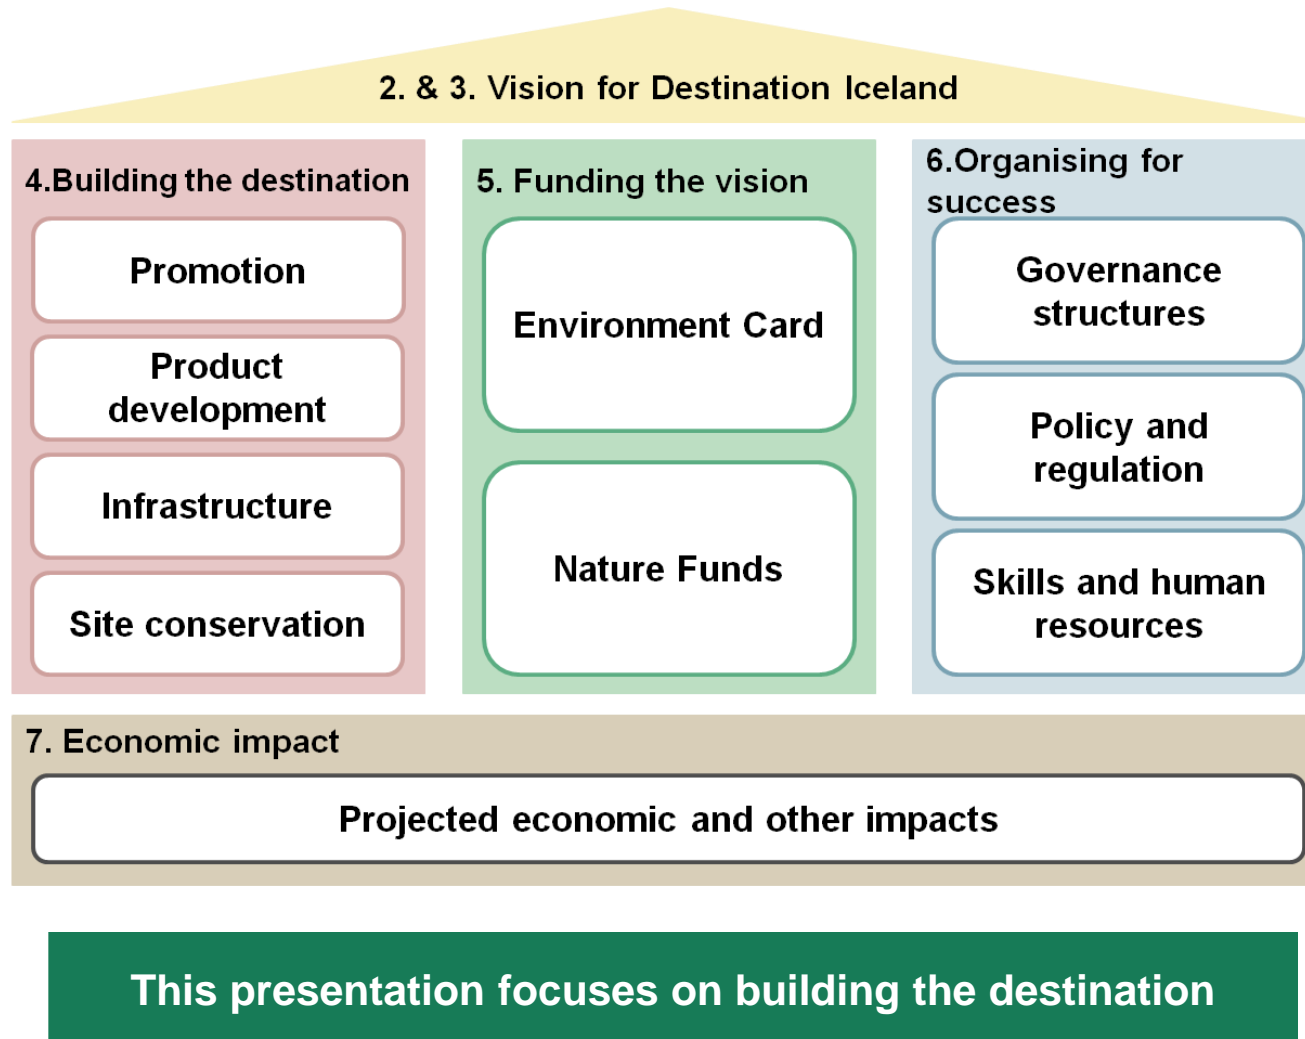 2. & 3. Vision for Destination Iceland
4.Building the destination
Promotion
Product
development
Infrastructure
Site conservation
5. Funding the vision
Environment Card
Nature Funds
6.Organising for
success
Governance
structures
Policy and
regulation
Skills and human
resources
7. Economic impact
Projected economic and other impacts
This presentation focuses on building the destination